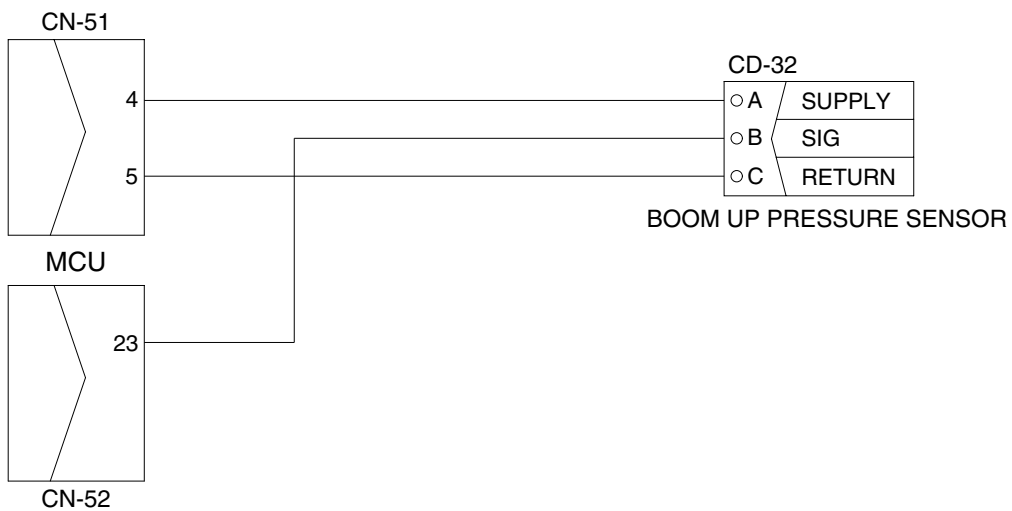 CN-51
4
5
MCU
23
CN-52
CD-32
A SUPPLY
B SIG
C RETURN
BOOM UP PRESSURE SENSOR